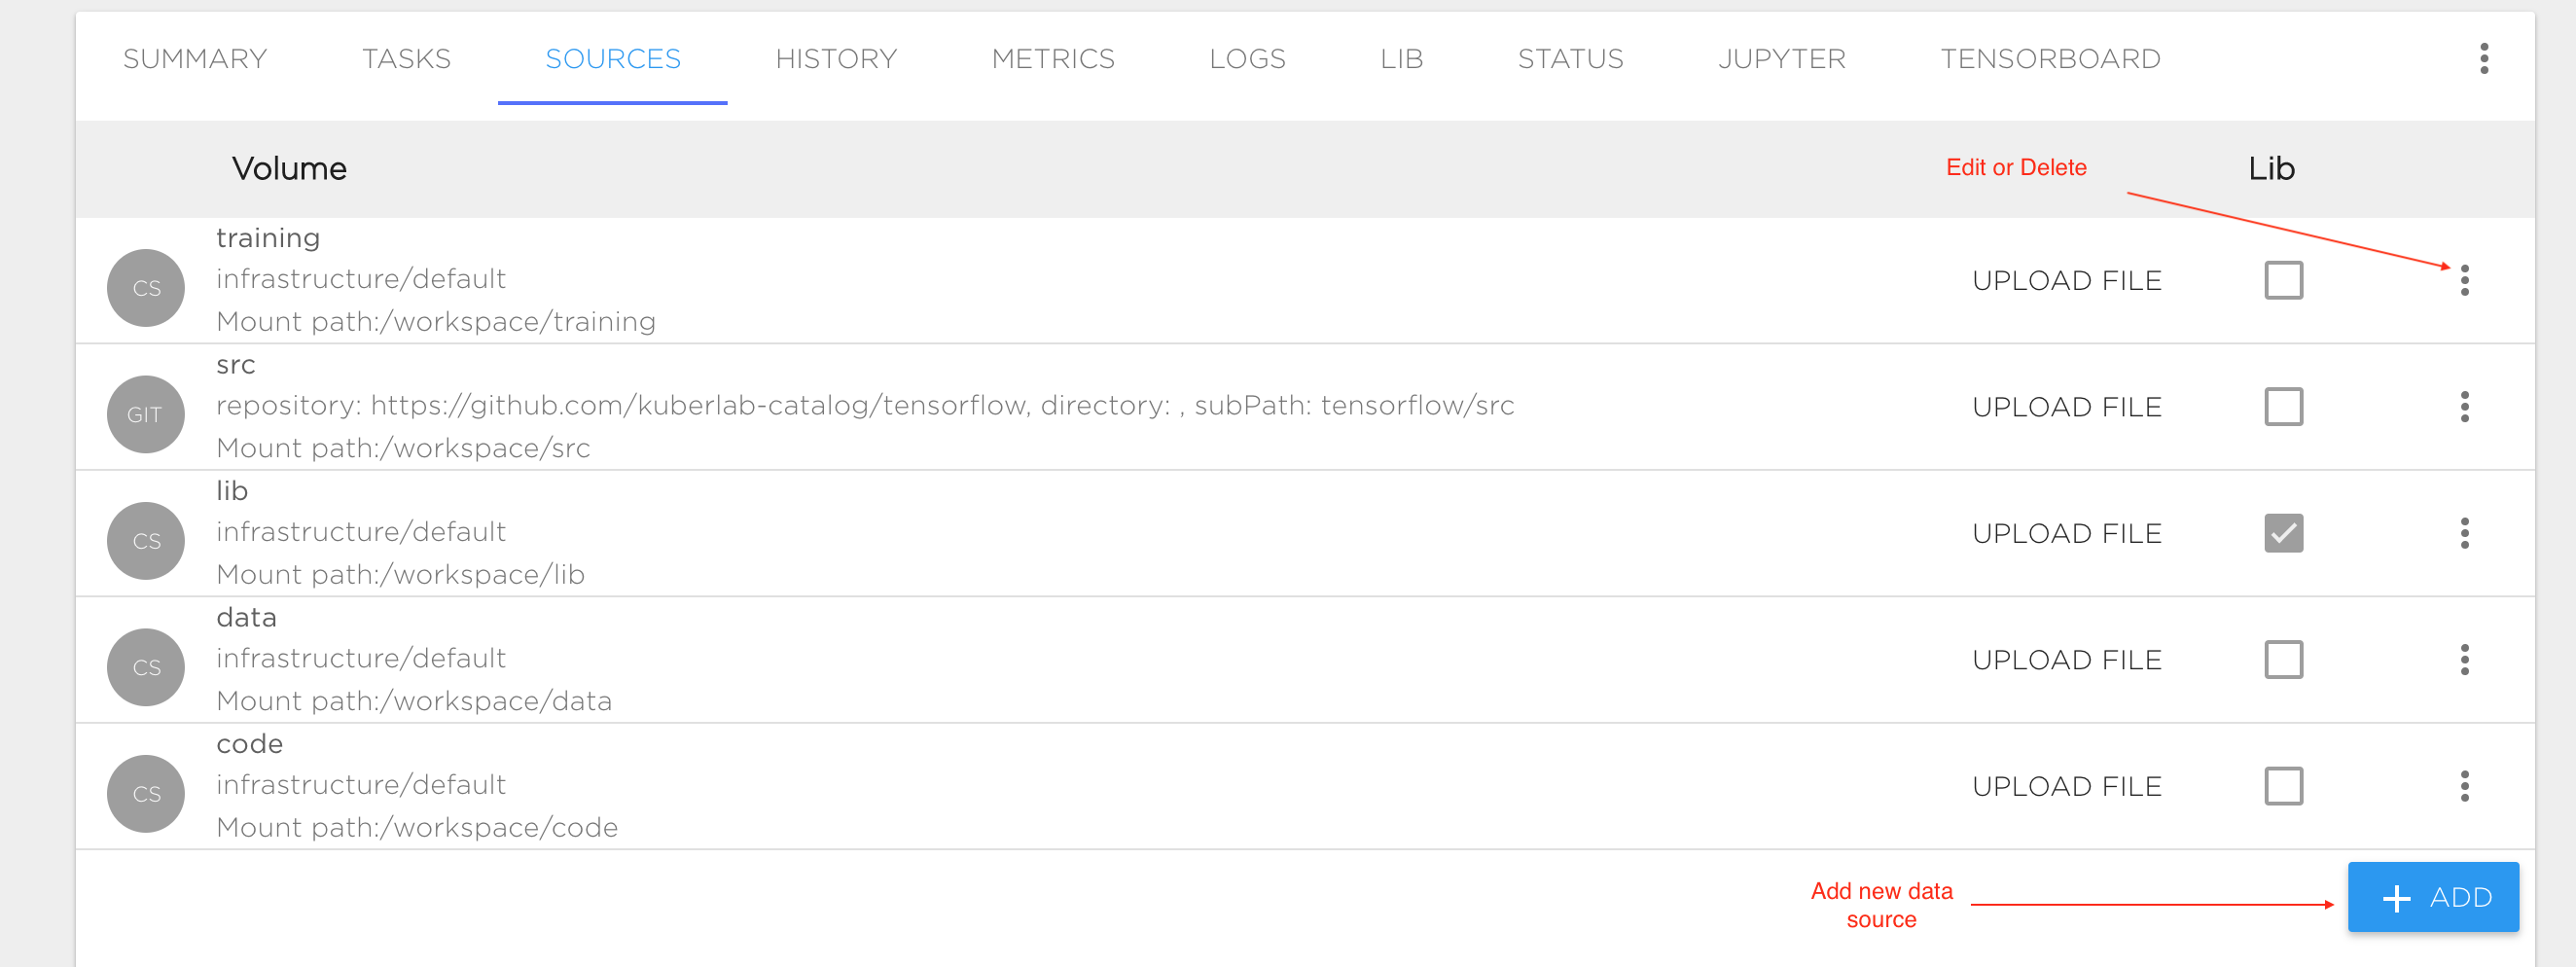 SUMMARY TASKS SOURCES HISTORY METRICS LOGS LIB STATUS JUPYTER TENSORBOARD
Volume Edit or Delete Lib
training
CS infrastructure/default UPLOAD FILE
Mount path:/workspace/training
src
GIT repository: https://github.com/kuberlab-catalog/tensorflow, directory: , subPath: tensorflow/src UPLOAD FILE
Mount path:/workspace/src
lib
CS infrastructure/default UPLOAD FILE
Mount path:/workspace/lib
data
CS infrastructure/default UPLOAD FILE
Mount path:/workspace/data
code
CS infrastructure/default UPLOAD FILE
Mount path:/workspace/code
Add new data
source
+ ADD